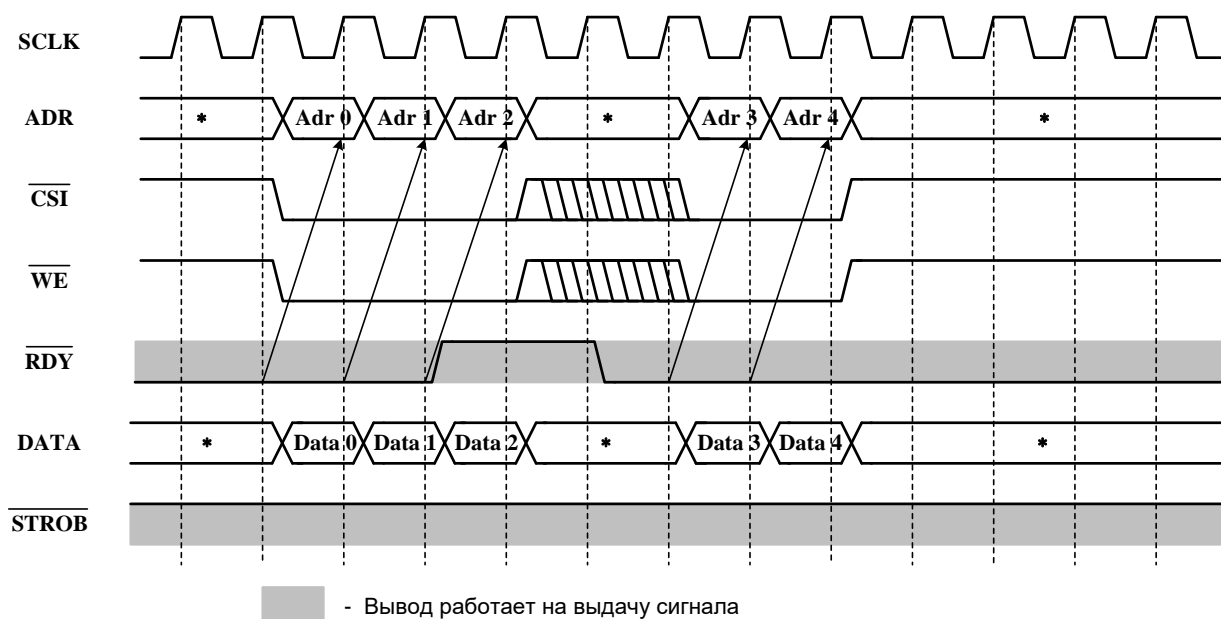 SCLK
ADR * Adr 0 Adr 1 Adr 2 * Adr 3 Adr 4 *
CSI
WE
RDY
DATA * Data 0 Data 1 Data 2 * Data 3 Data 4 *
STROB
- Вывод работает на выдачу сигнала